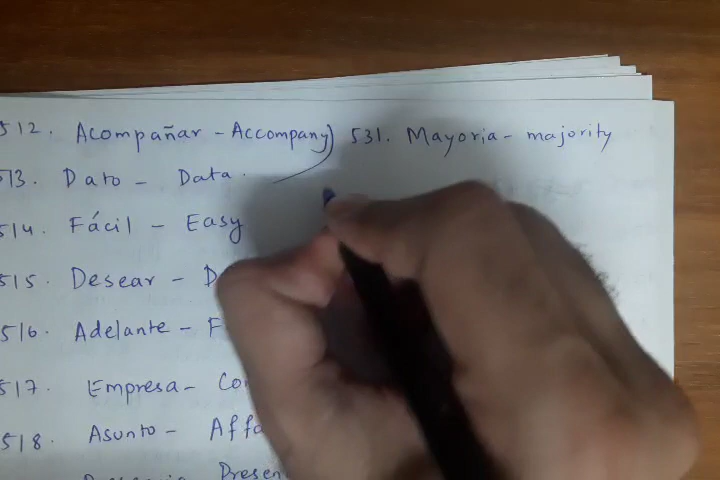 512. Acompañar - Accompany
513. Dato - Data.
514. Fácil - Easy
515. Desear -
516. Adelante -
517. Empresa -
518. Asunto -
531. Mayoria - majority